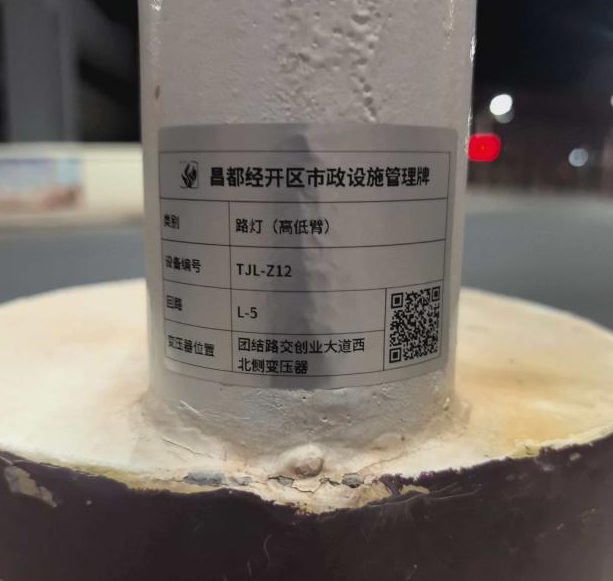 昌都经开区市政设施管理牌
类别 路灯（高低臂）
设备编号 TJL-Z12
回路 L-5
变压器位置 团结路交创业大道西
北侧变压器